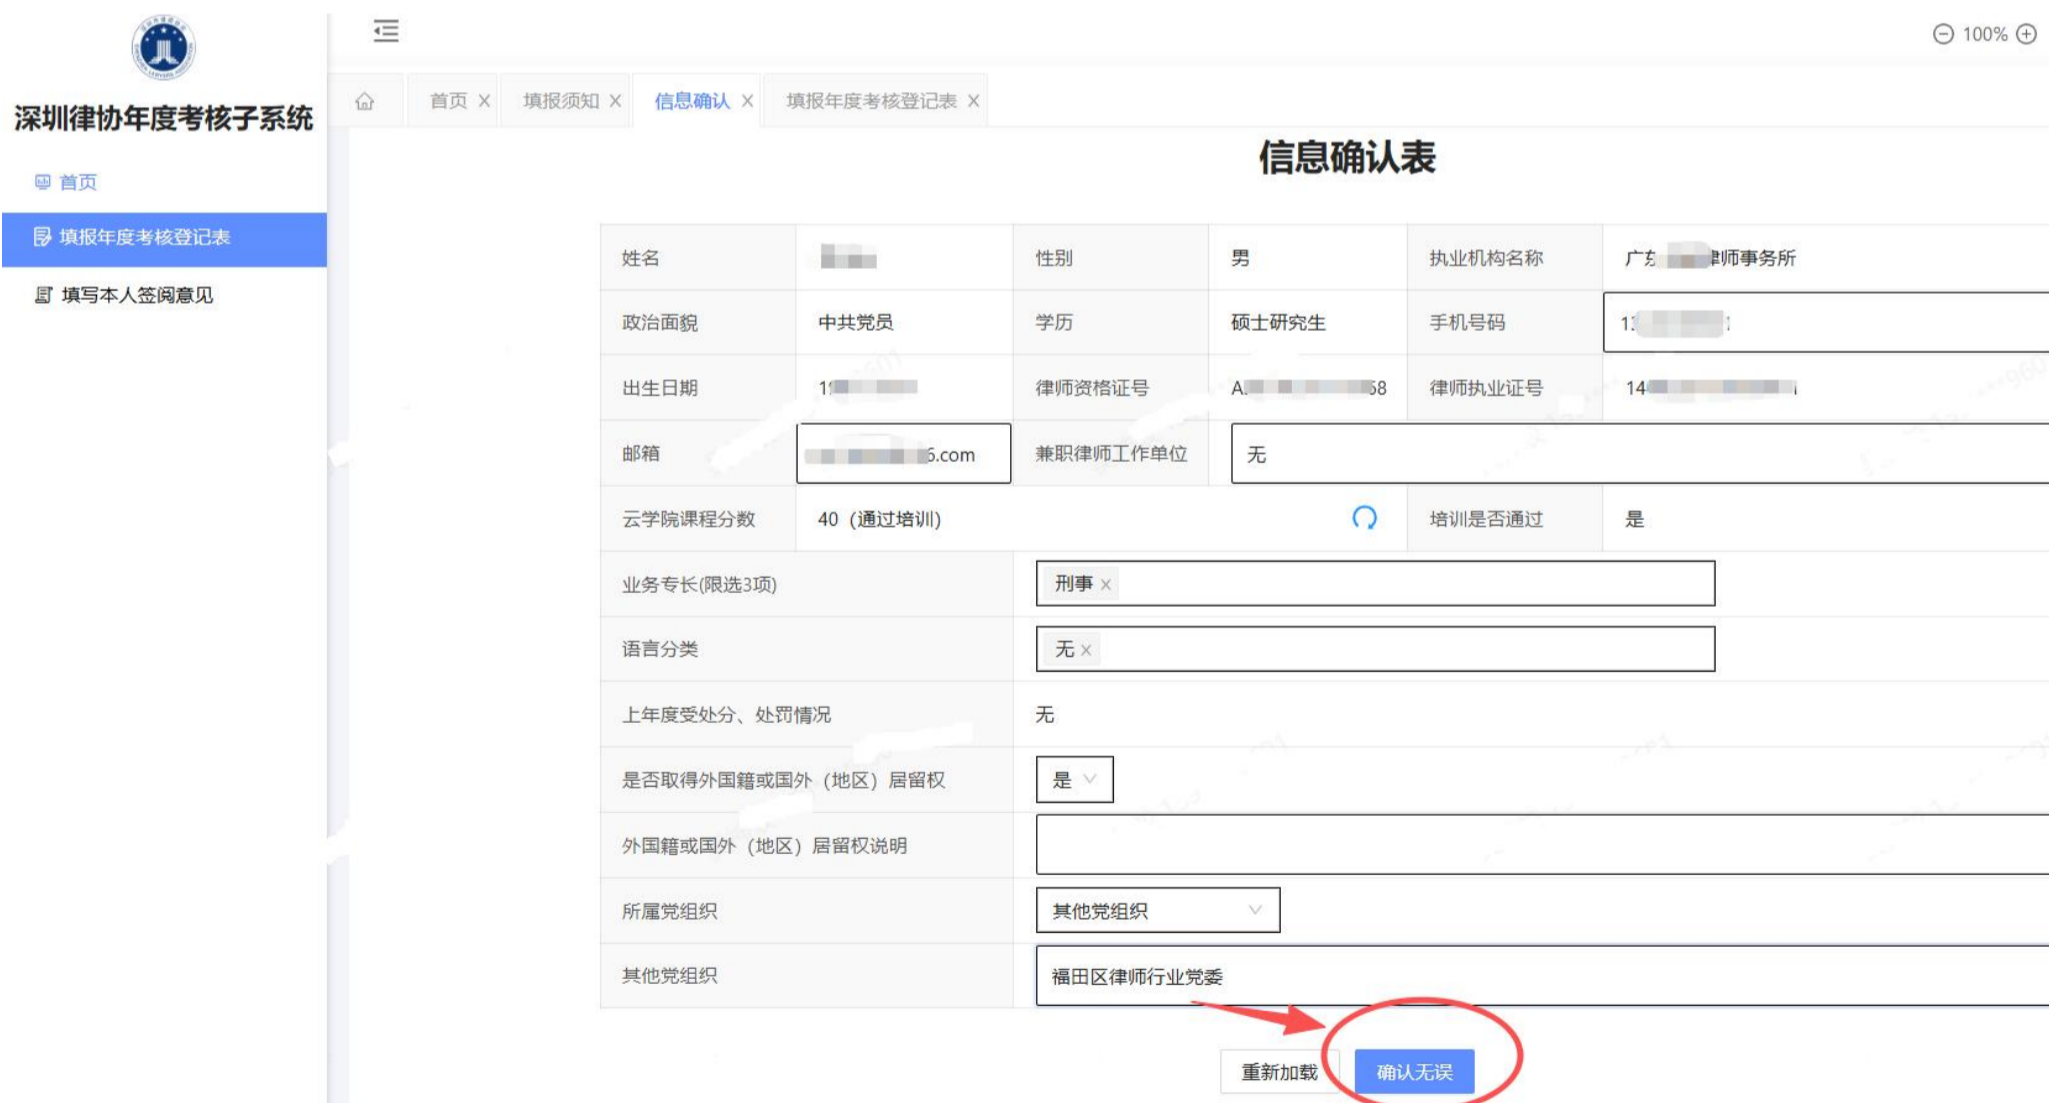 100%
深圳律协年度考核子系统
首页
填报年度考核登记表
填写本人签阅意见
首页 填报须知 信息确认 填报年度考核登记表
信息确认表
姓名 性别 男 执业机构名称 广东 律师事务所
政治面貌 中共党员 学历 硕士研究生 手机号码
出生日期 律师资格证号 律师执业证号
邮箱 6.com 兼职律师工作单位 无
云学院课程分数 40（通过培训) 培训是否通过 是
业务专长(限选3项) 刑事
语言分类 无
上年度受处分、处罚情况 无
是否取得外国籍或国外（地区）居留权 是
外国籍或国外（地区）居留权说明
所属党组织 其他党组织
其他党组织 福田区律师行业党委
重新加载 确认无误